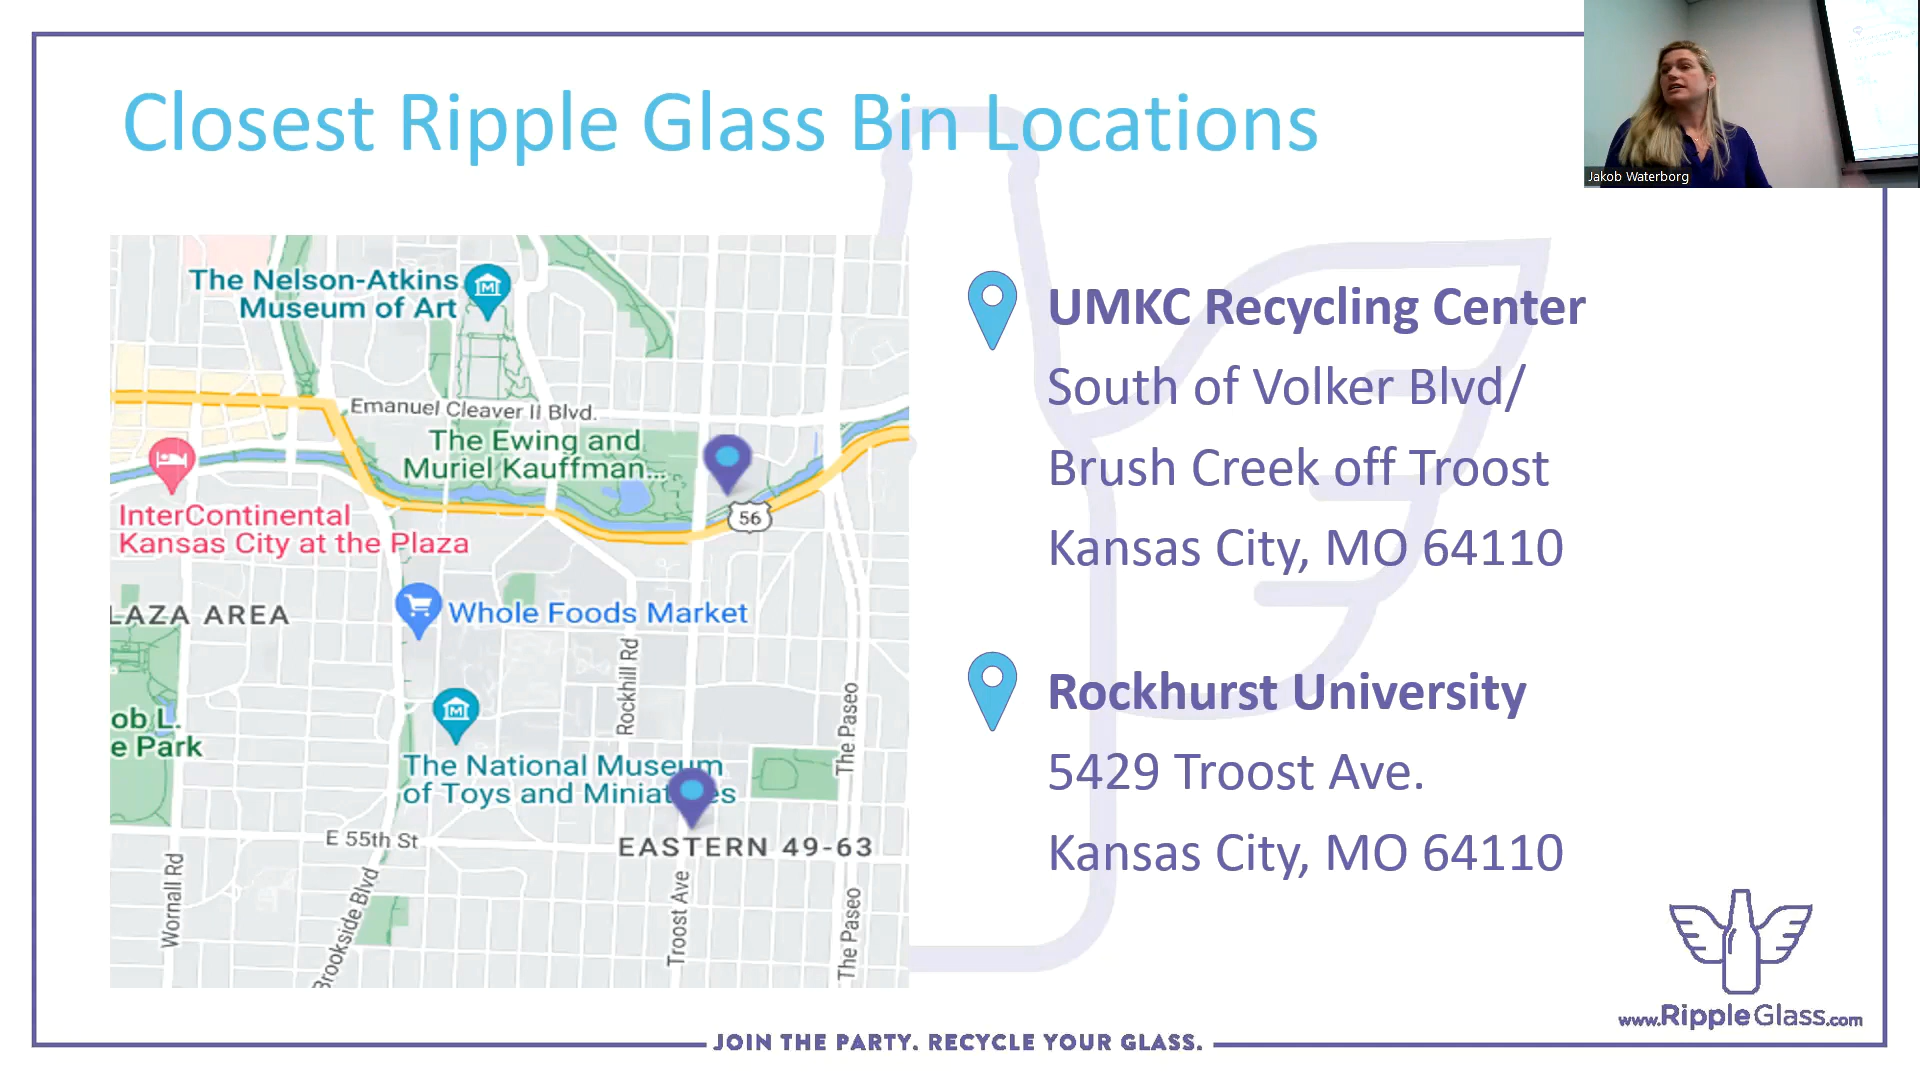 Closest Ripple Glass Bin Locations
Jakob Waterborg
The Nelson-Atkins
Museum of Art
Emanuel Cleaver II Blvd.
The Ewing and
Muriel Kauffman...
56
InterContinental
Kansas City at the Plaza
LAZA AREA
Whole Foods Market
Rockhill Rd
The Paseo
ob L.
e Park
The National Museum
of Toys and Miniat es
E 55th St
EASTERN 49-63
Wornall Rd
Brookside Blvd
Troost Ave
The Paseo
UMKC Recycling Center
South of Volker Blvd/
Brush Creek off Troost
Kansas City, MO 64110
Rockhurst University
5429 Troost Ave.
Kansas City, MO 64110
www.RippleGlass.com
JOIN THE PARTY. RECYCLE YOUR GLASS.